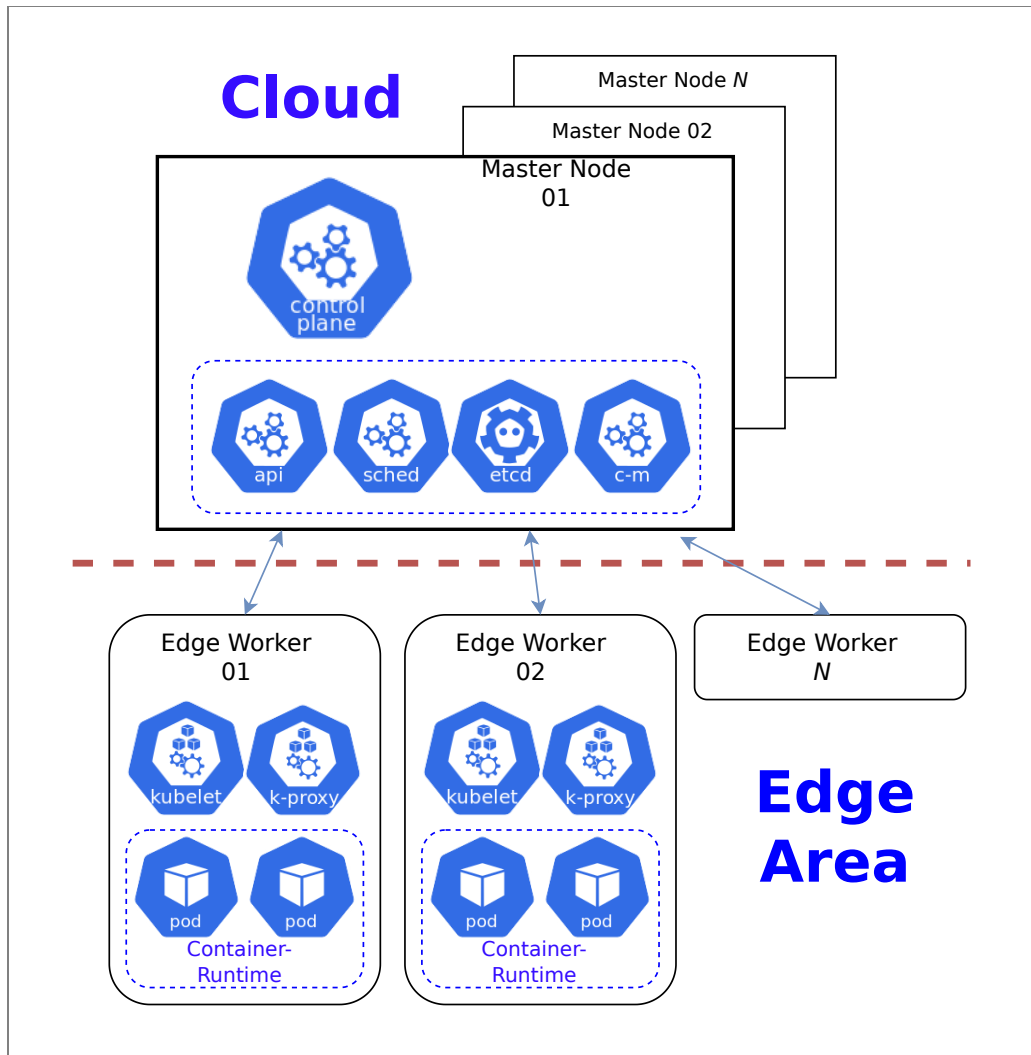 Cloud
Master Node N
Master Node 02
Master Node
01
control
plane
api
sched
etcd
c-m
Edge Worker
01
Edge Worker
02
Edge Worker
N
kubelet
k-proxy
kubelet
k-proxy
Edge
Area
pod
pod
pod
pod
Container-
Runtime
Container-
Runtime